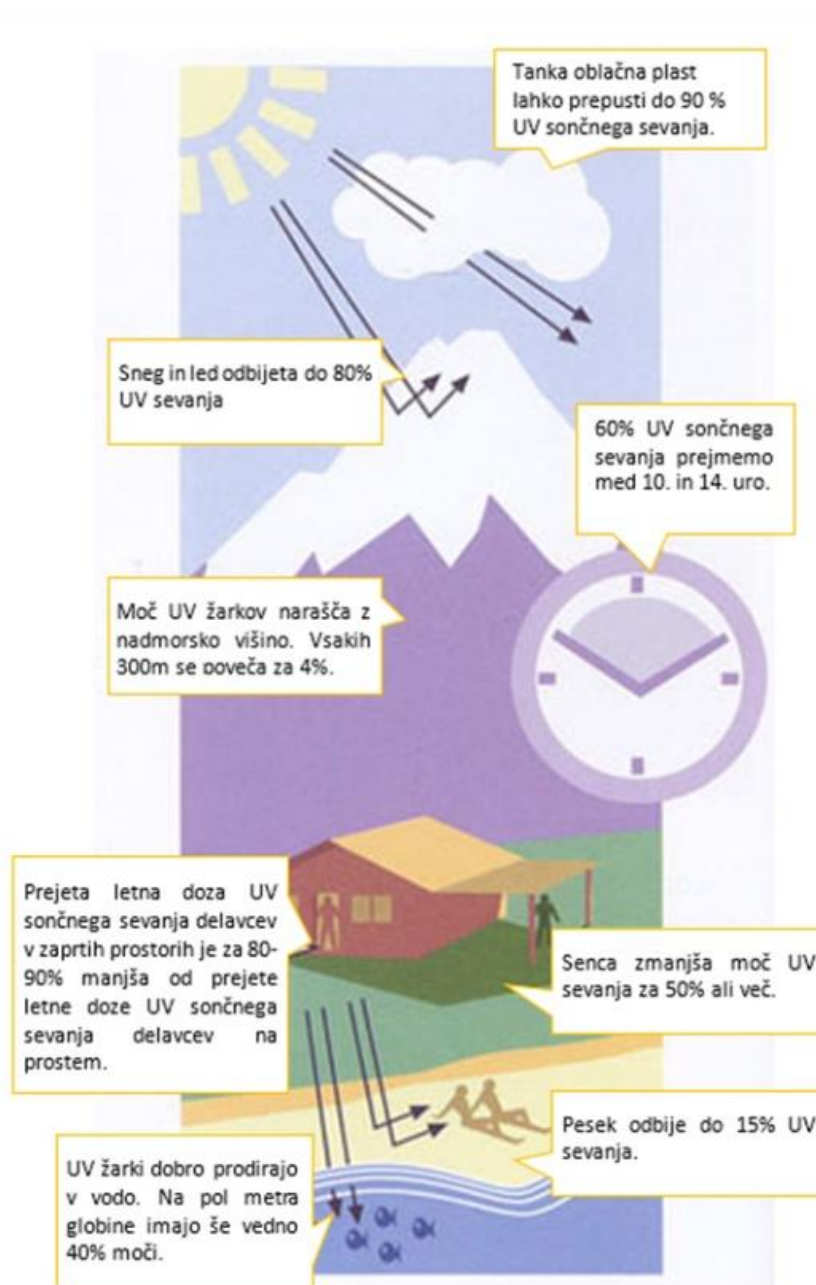 Tanka oblačna plast
lahko prepusti do 90 %
UV sončnega sevanja.
Sneg in led odbijeta do 80%
UV sevanja
60% UV sončnega
sevanja prejmemo
med 10. in 14. uro.
Moč UV žarkov narašča z
nadmorsko višino. Vsakih
300m se poveča za 4%.
Prejeta letna doza UV
sončnega sevanja delavcev
v zaprtih prostorih je za 80-
90% manjša od prejete
letne doze UV sončnega
sevanja delavcev na
prostem.
Senca zmanjša moč UV
sevanja za 50% ali več.
Pesek odbije do 15% UV
sevanja.
UV žarki dobro prodirajo
v vodo. Na pol metra
globine imajo še vedno
40% moči.